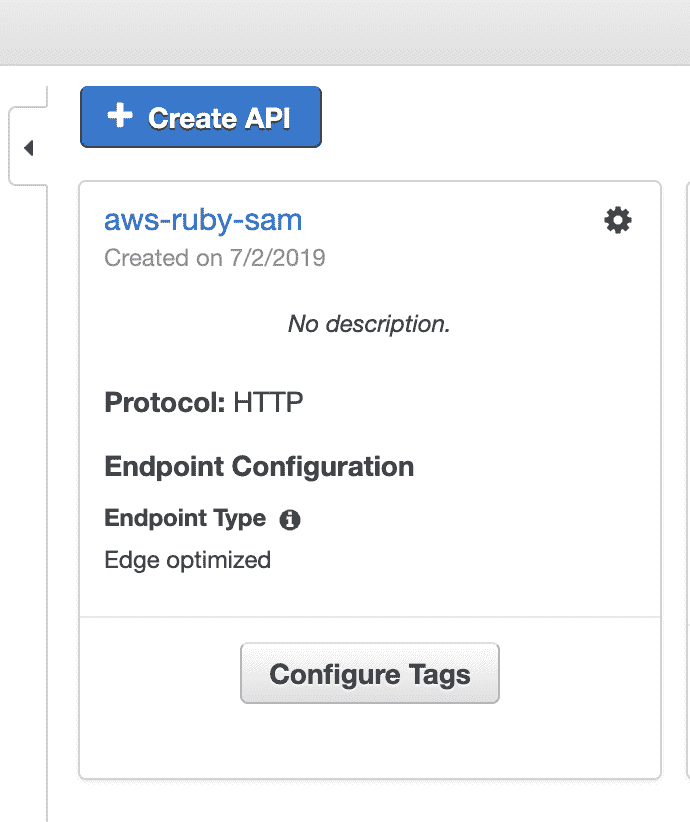 Create API
aws-ruby-sam
Created on 7/2/2019
No description.
Protocol: HTTP
Endpoint Configuration
Endpoint Type
Edge optimized
Configure Tags